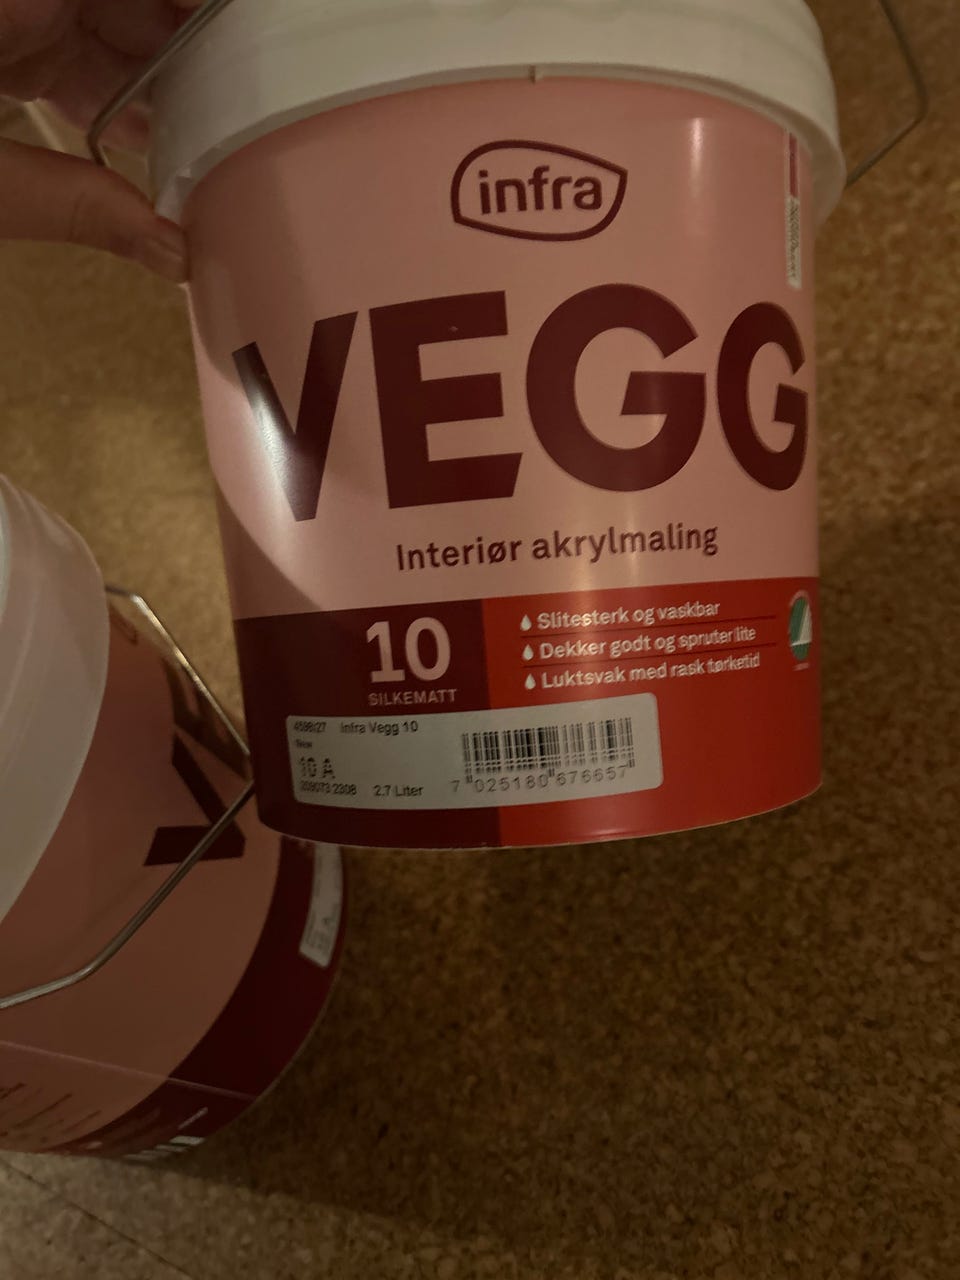 infra
VEGG
Interiør akrylmaling
10
SILKEMATT
Slitesterk og vaskbar
Dekker godt og spruter lite
Luktsvak med rask tørketid
Infra Vegg 10
10 A
2.7 Liter
7 025180 676657